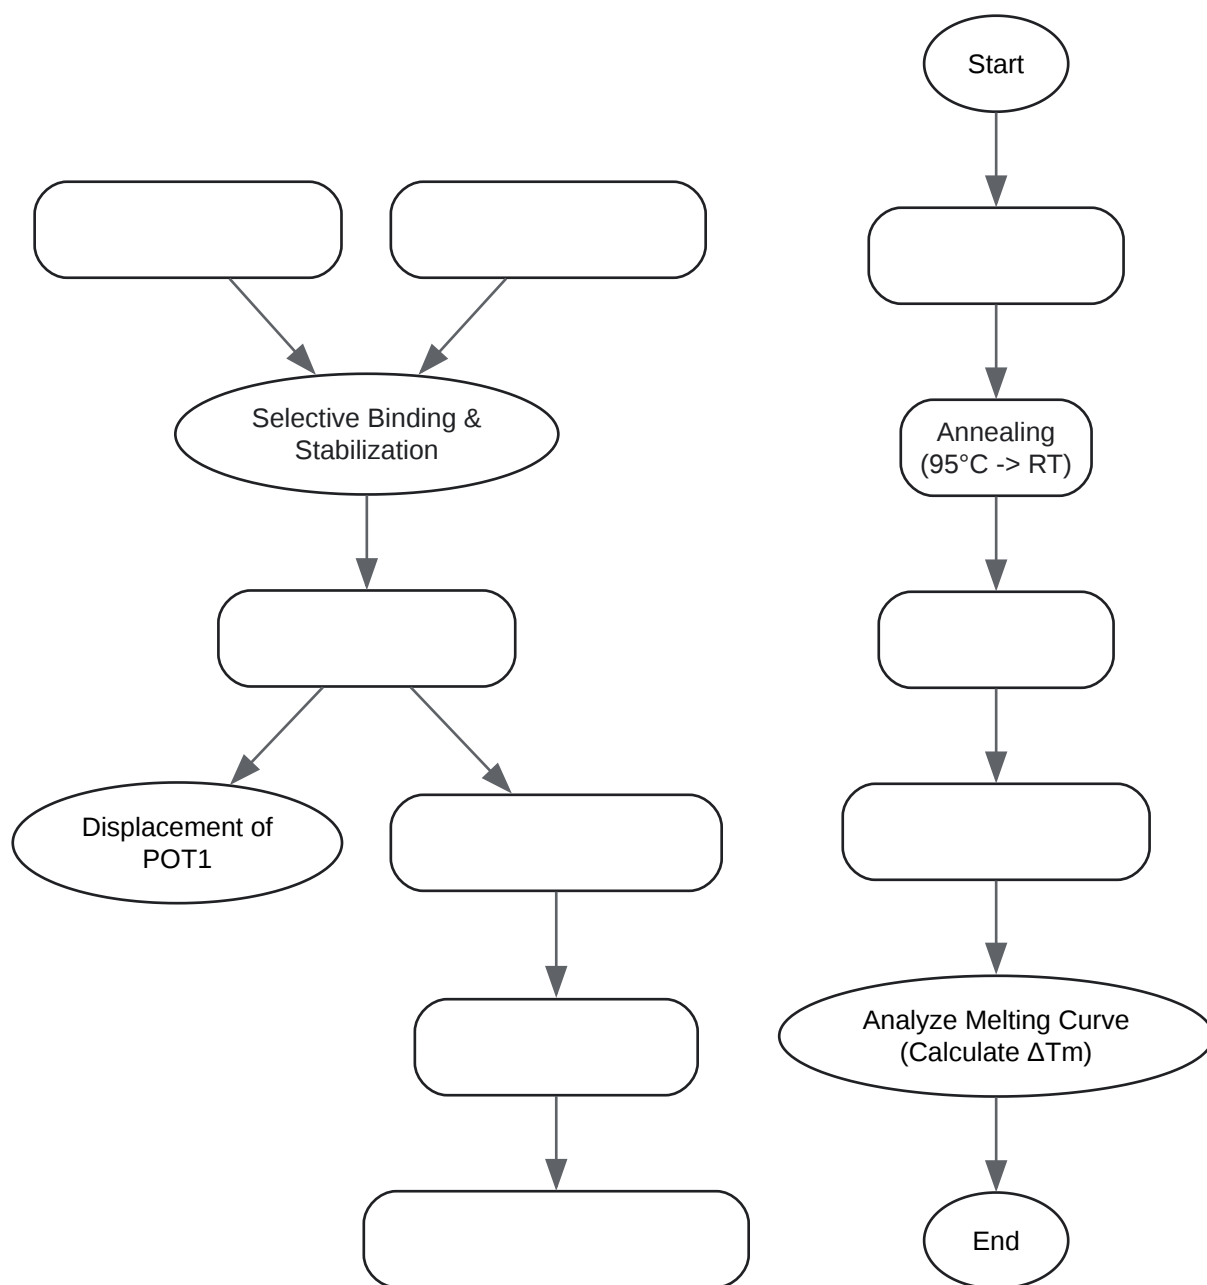 Start
Selective Binding &
Stabilization
Annealing
(95°C -> RT)
Displacement of
POT1
Analyze Melting Curve
(Calculate ΔTm)
End